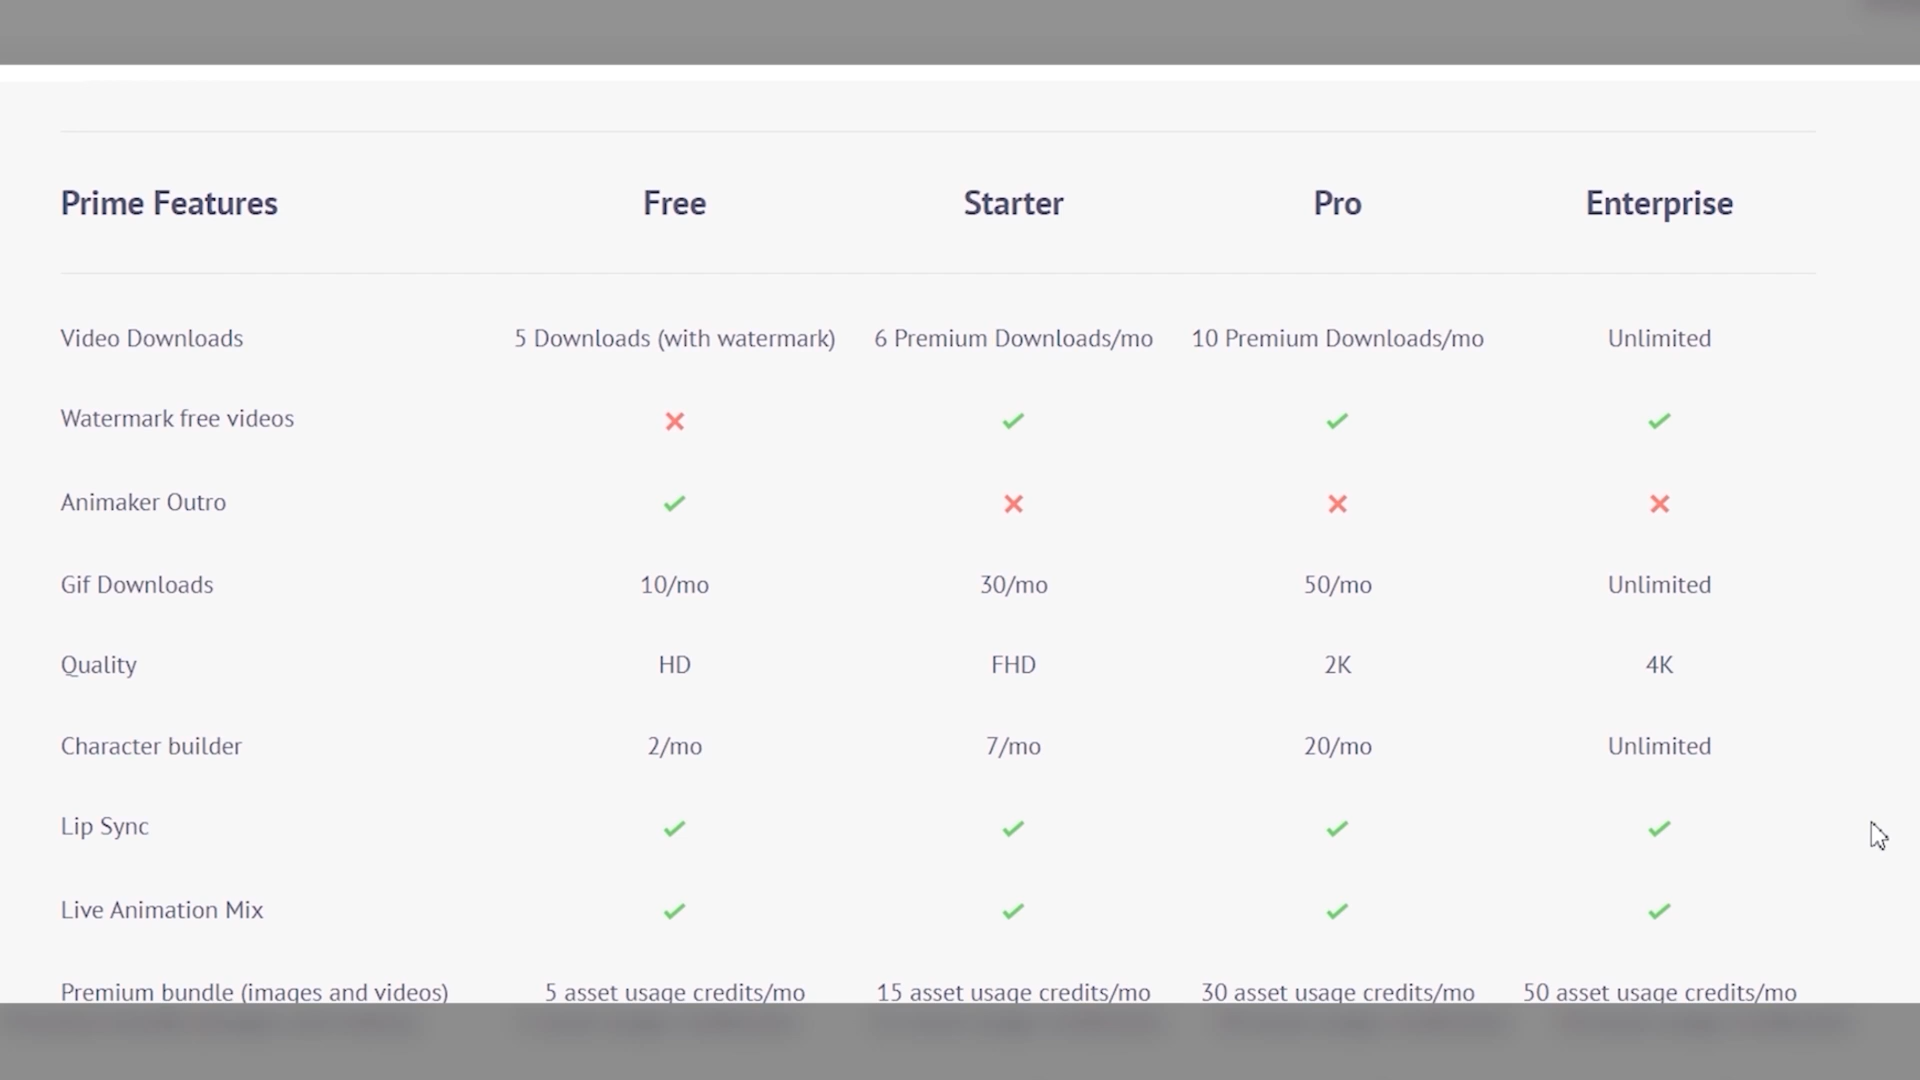 Prime Features Free Starter Pro Enterprise
Video Downloads 5 Downloads (with watermark) 6 Premium Downloads/mo 10 Premium Downloads/mo Unlimited
Watermark free videos
Animaker Outro
Gif Downloads 10/mo 30/mo 50/mo Unlimited
Quality HD FHD 2K 4K
Character builder 2/mo 7/mo 20/mo Unlimited
Lip Sync
Live Animation Mix
Premium bundle (images and videos) 5 asset usage credits/mo 15 asset usage credits/mo 30 asset usage credits/mo 50 asset usage credits/mo